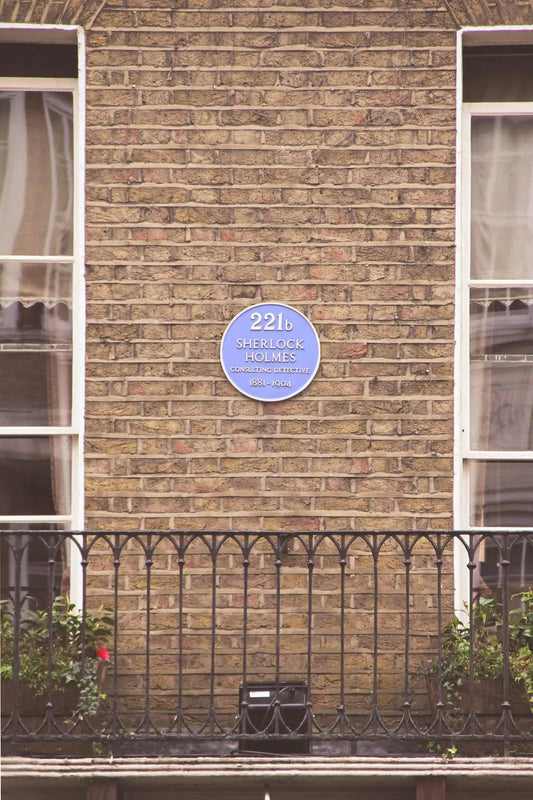 221b
SHERLOCK
HOLMES
CONSULTING DETECTIVE
1881-1904